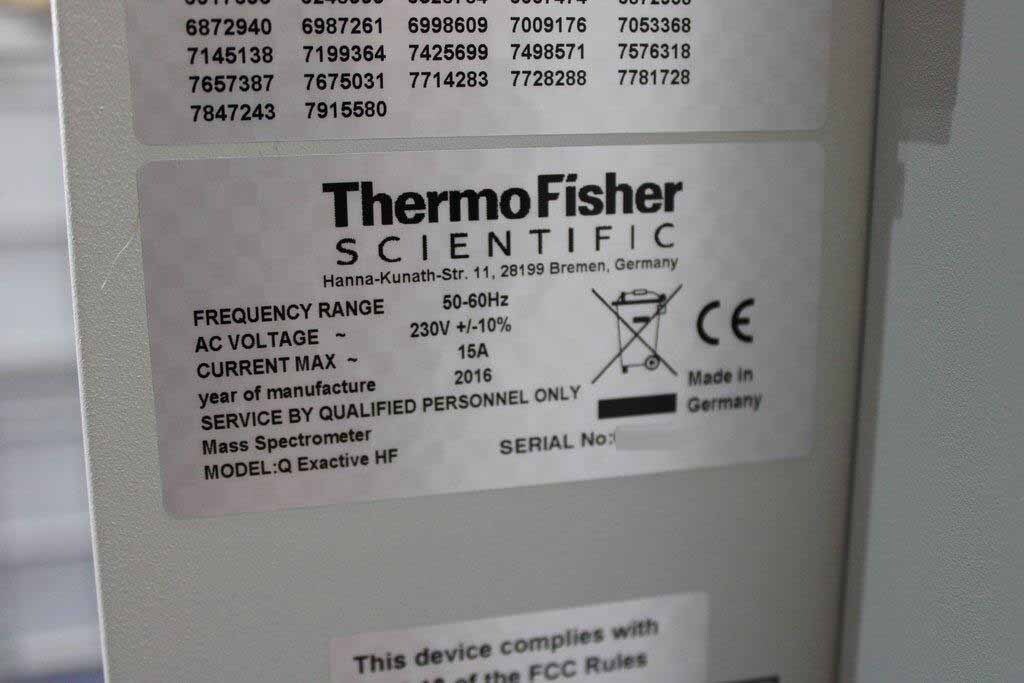 6872940 6987261 6998609 7009176 7053368
7145138 7199364 7425699 7498571 7576318
7657387 7675031 7714283 7728288 7781728
7847243 7915580
ThermoFisher
SCIENTIFIC
Hanna-Kunath-Str. 11, 28199 Bremen, Germany
FREQUENCY RANGE 50-60Hz
AC VOLTAGE ~ 230V +/-10%
CURRENT MAX ~ 15A
year of manufacture 2016
SERVICE BY QUALIFIED PERSONNEL ONLY
Mass Spectrometer
MODEL:Q Exactive HF
SERIAL No:
CE
Made in
Germany
This device complies with
of the FCC Rules